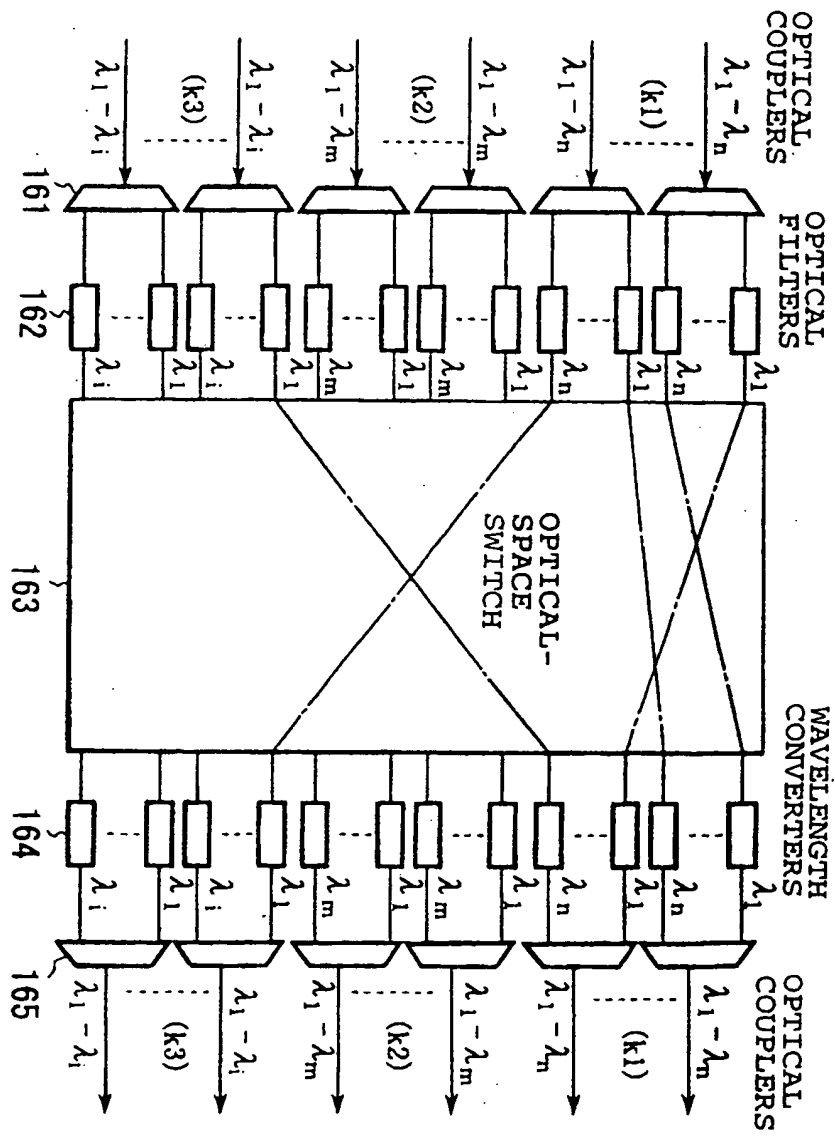 OPTICAL
COUPLERS
λ₁ − λₙ
(k1)
λ₁ − λₙ
λ₁ − λₘ
(k2)
λ₁ − λₘ
λ₁ − λᵢ
(k3)
λ₁ − λᵢ
161
OPTICAL
FILTERS
λ₁
λₙ
λ₁
λₙ
λ₁
λₘ
λ₁
λₘ
λ₁
λᵢ
λ₁
λᵢ
162
OPTICAL-
SPACE
SWITCH
163
WAVELENGTH
CONVERTERS
λ₁
λₙ
λ₁
λₙ
λ₁
λₘ
λ₁
λₘ
λ₁
λᵢ
λ₁
λᵢ
164
OPTICAL
COUPLERS
λ₁ − λₙ
(k1)
λ₁ − λₙ
λ₁ − λₘ
(k2)
λ₁ − λₘ
λ₁ − λᵢ
(k3)
λ₁ − λᵢ
165